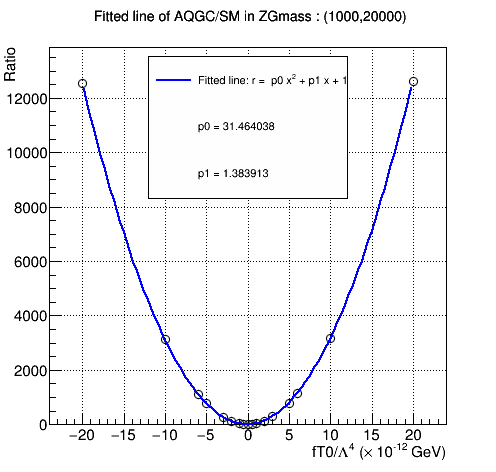 Fitted line of AQGC/SM in ZGmass : (1000,20000)
Ratio
Fitted line: r = p0 x² + p1 x + 1
p0 = 31.464038
p1 = 1.383913
12000
10000
8000
6000
4000
2000
0
−20 −15 −10 −5 0 5 10 15 20
fT0/Λ⁴ (× 10⁻¹² GeV)